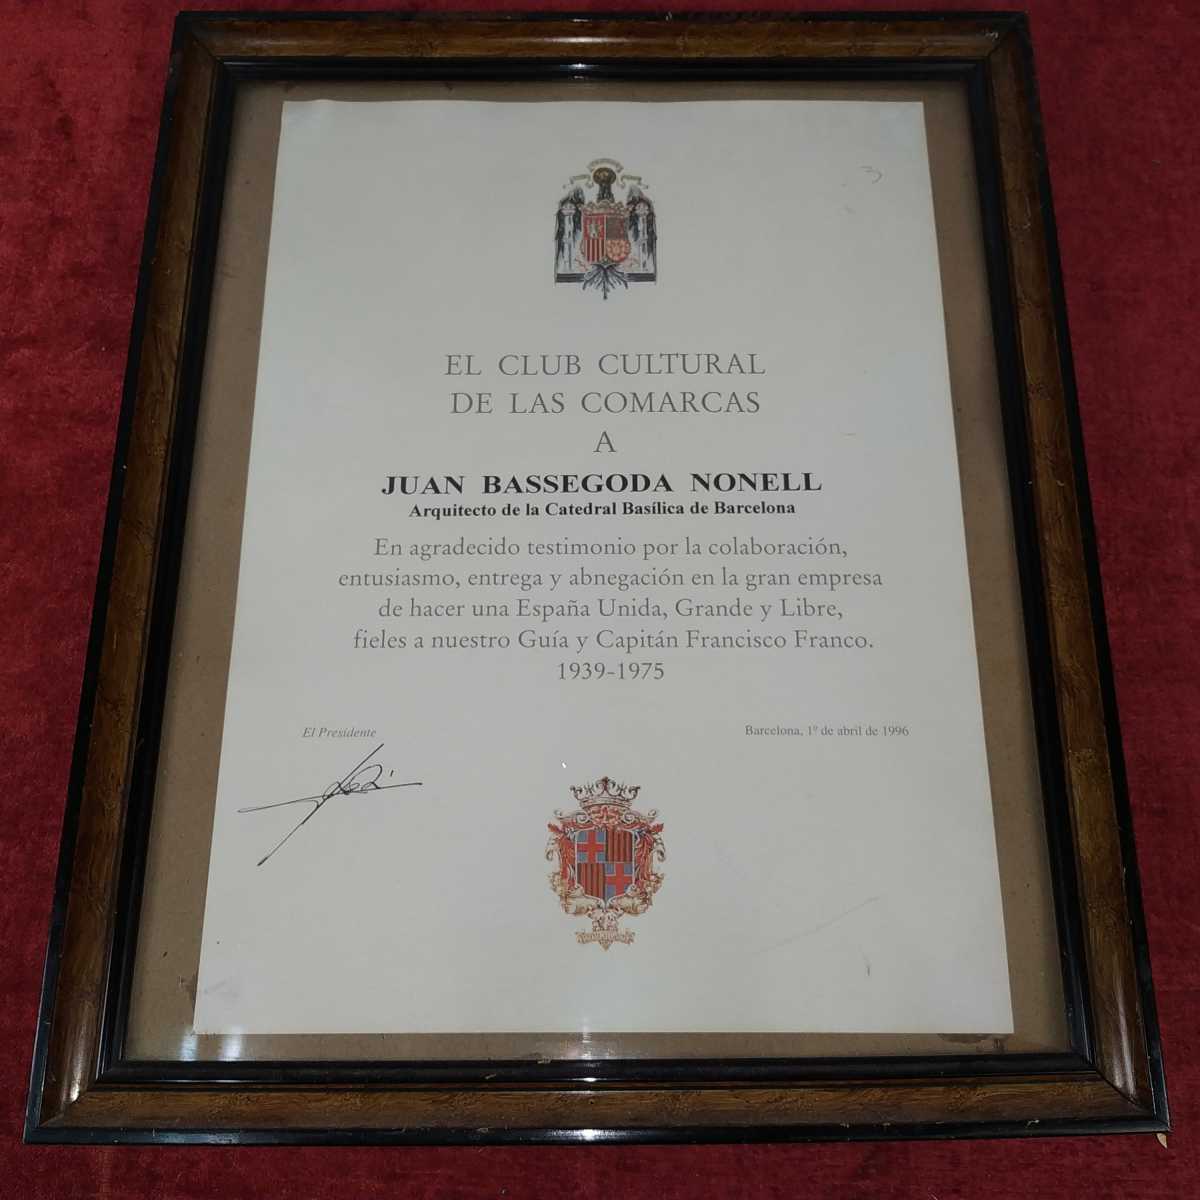 EL CLUB CULTURAL
DE LAS COMARCAS
A
JUAN BASSEGODA NONELL
Arquitecto de la Catedral Basílica de Barcelona
En agradecido testimonio por la colaboración,
entusiasmo, entrega y abnegación en la gran empresa
de hacer una España Unida, Grande y Libre,
fieles a nuestro Guía y Capitán Francisco Franco.
1939-1975
El Presidente
Barcelona, 1º de abril de 1996
3